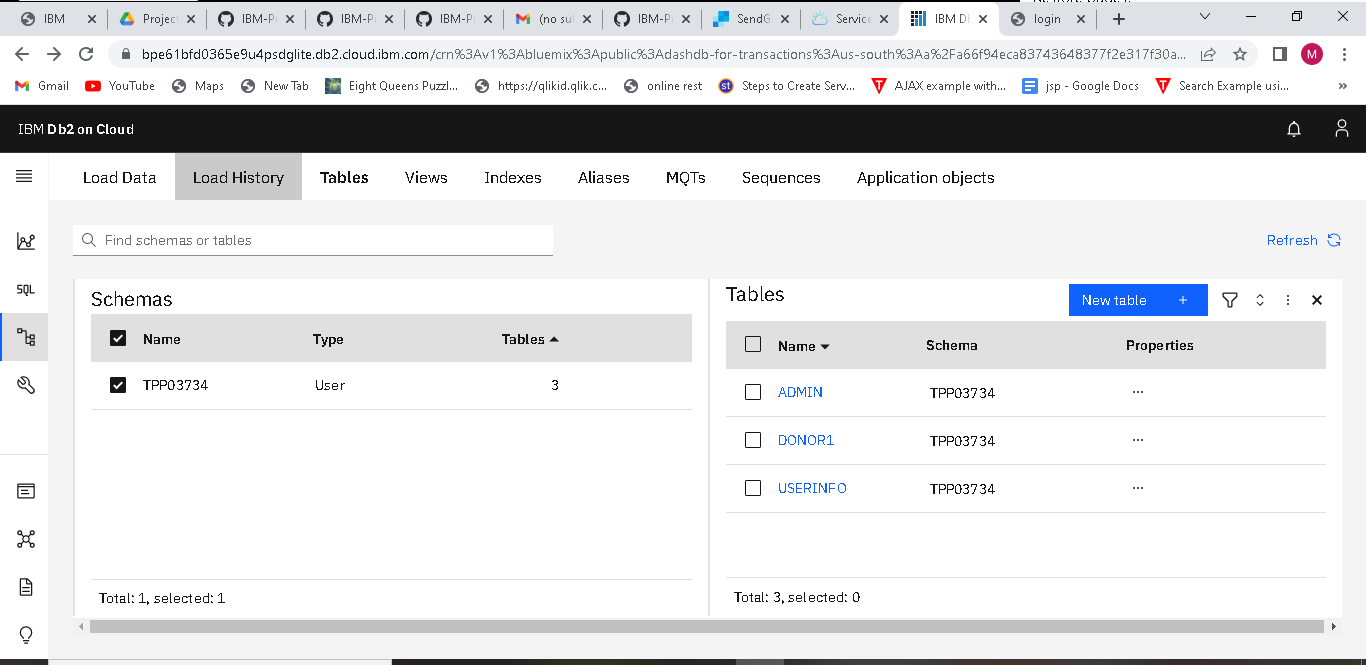 IBM Project IBM-P IBM-P IBM-P (no su IBM-P SendG Service IBM D login
bpe61bfd0365e9u4psdglite.db2.cloud.ibm.com/crn%3Av1%3Abluemix%3Apublic%3Adashdb-for-transactions%3Aus-south%3Aa%2Fa66f94eca83743648377f2e317f30a... M
Gmail YouTube Maps New Tab Eight Queens Puzzl... https://qlikid.qlik.c... online rest Steps to Create Serv... AJAX example with... jsp - Google Docs Search Example usi... »
IBM Db2 on Cloud
Load Data Load History Tables Views Indexes Aliases MQTs Sequences Application objects
Find schemas or tables
Refresh
SQL
Schemas
Name Type Tables
TPP03734 User 3
Total: 1, selected: 1
Tables
New table +
Name Schema Properties
ADMIN TPP03734 ...
DONOR1 TPP03734 ...
USERINFO TPP03734 ...
Total: 3, selected: 0